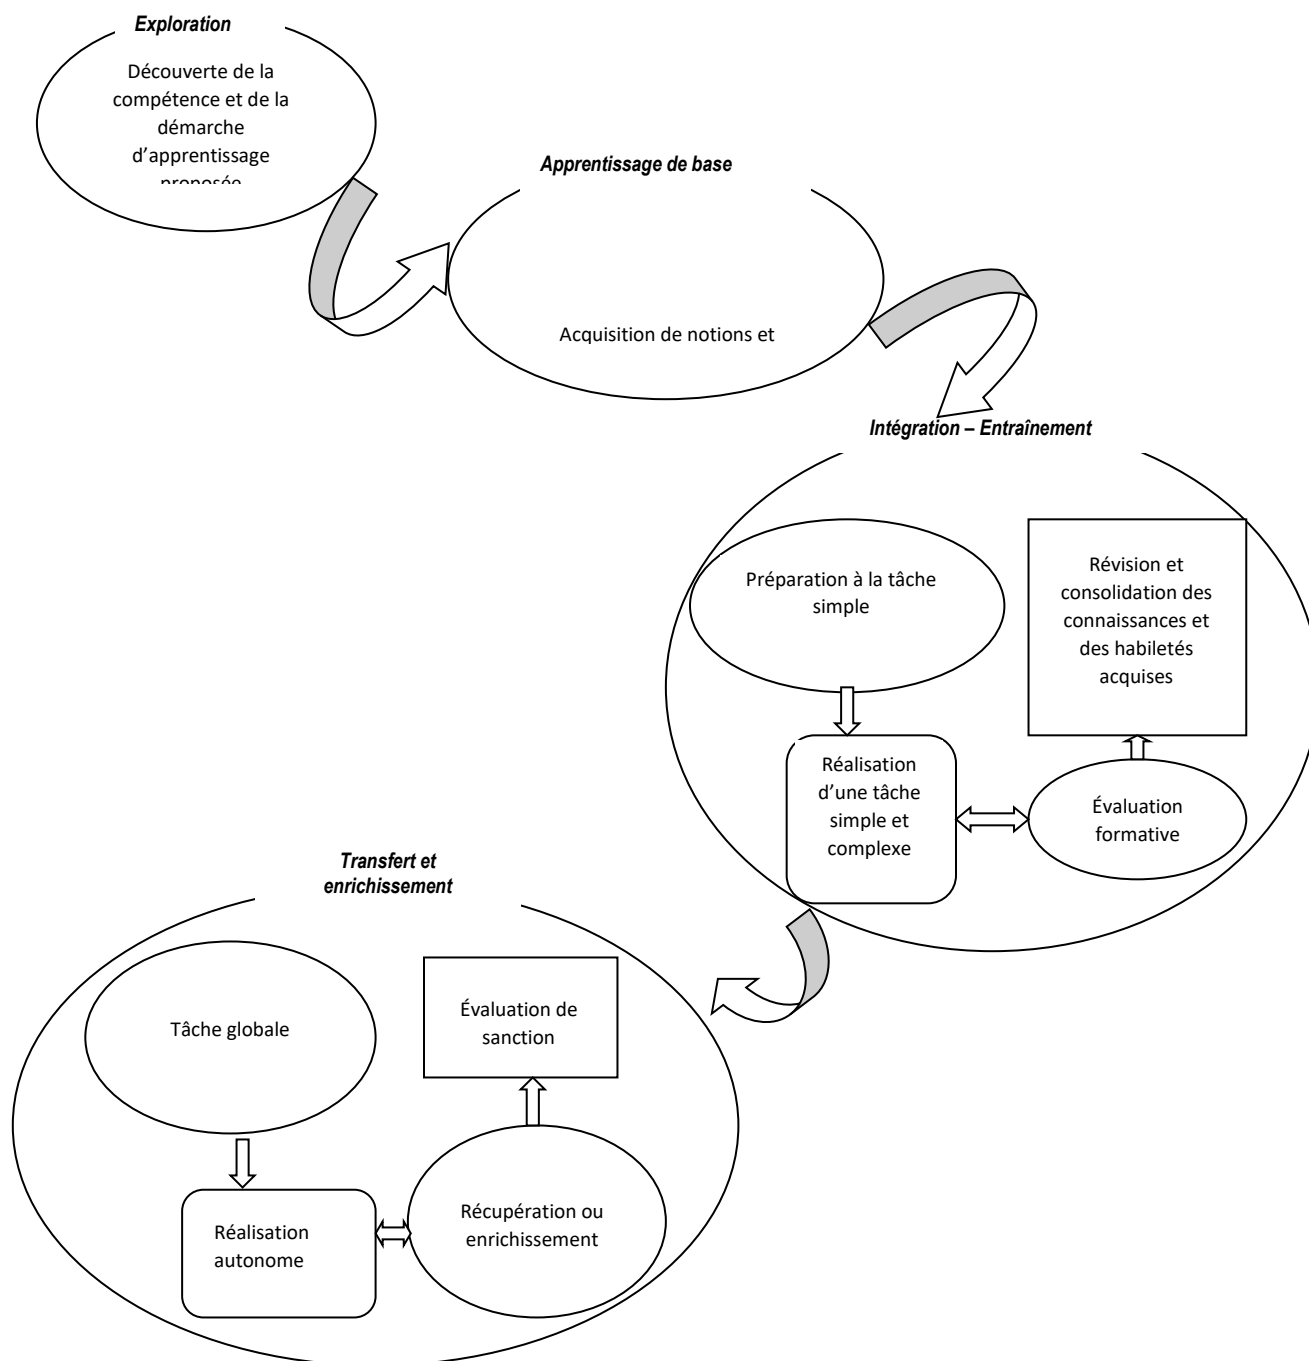 Exploration
Découverte de la
compétence et de la
démarche
d'apprentissage
proposée
Apprentissage de base
Acquisition de notions et
Intégration – Entraînement
Préparation à la tâche
simple
Révision et
consolidation des
connaissances et
des habiletés
acquises
Réalisation
d'une tâche
simple et
complexe
Évaluation
formative
Transfert et
enrichissement
Tâche globale
Évaluation de
sanction
Réalisation
autonome
Récupération ou
enrichissement